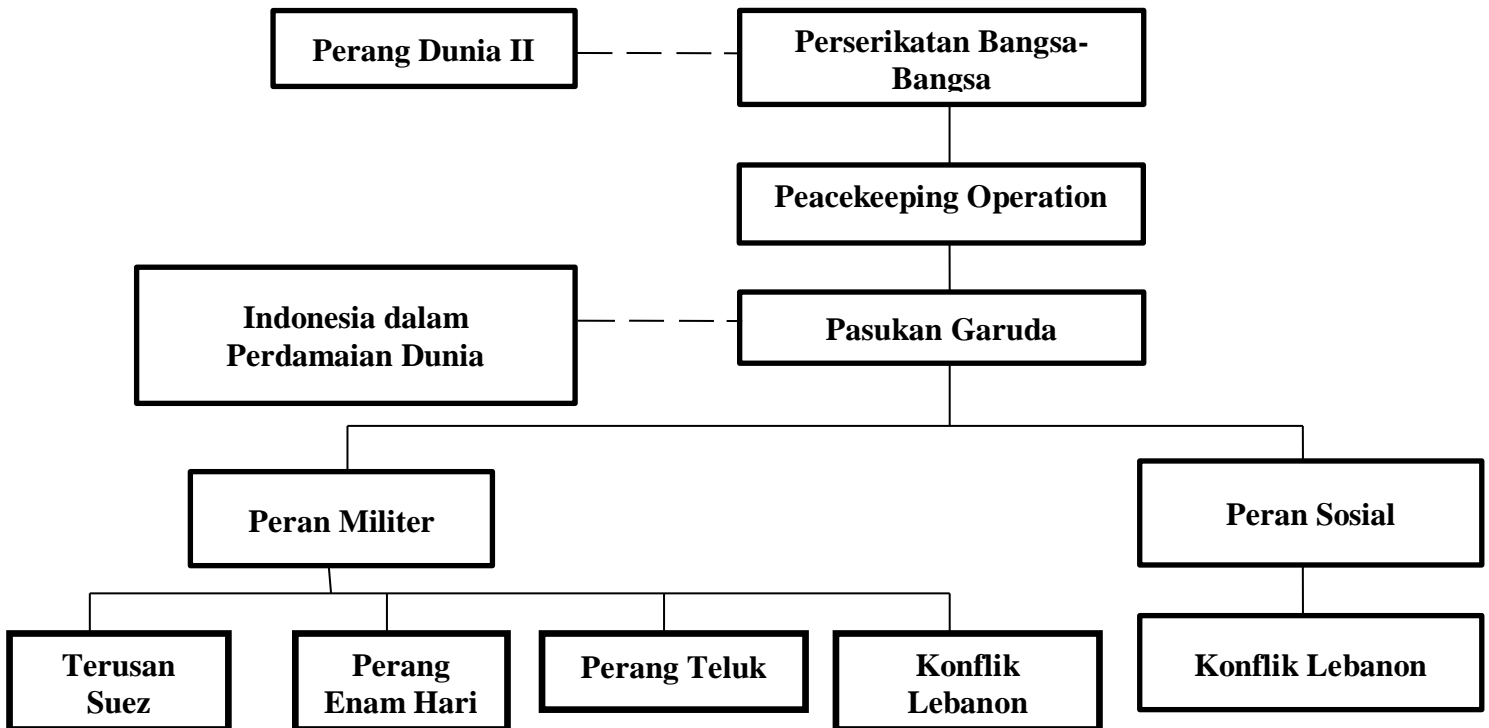 Perang Dunia II
Perserikatan Bangsa-
Bangsa
Peacekeeping Operation
Indonesia dalam
Perdamaian Dunia
Pasukan Garuda
Peran Militer
Peran Sosial
Terusan
Suez
Perang
Enam Hari
Perang Teluk
Konflik
Lebanon
Konflik Lebanon